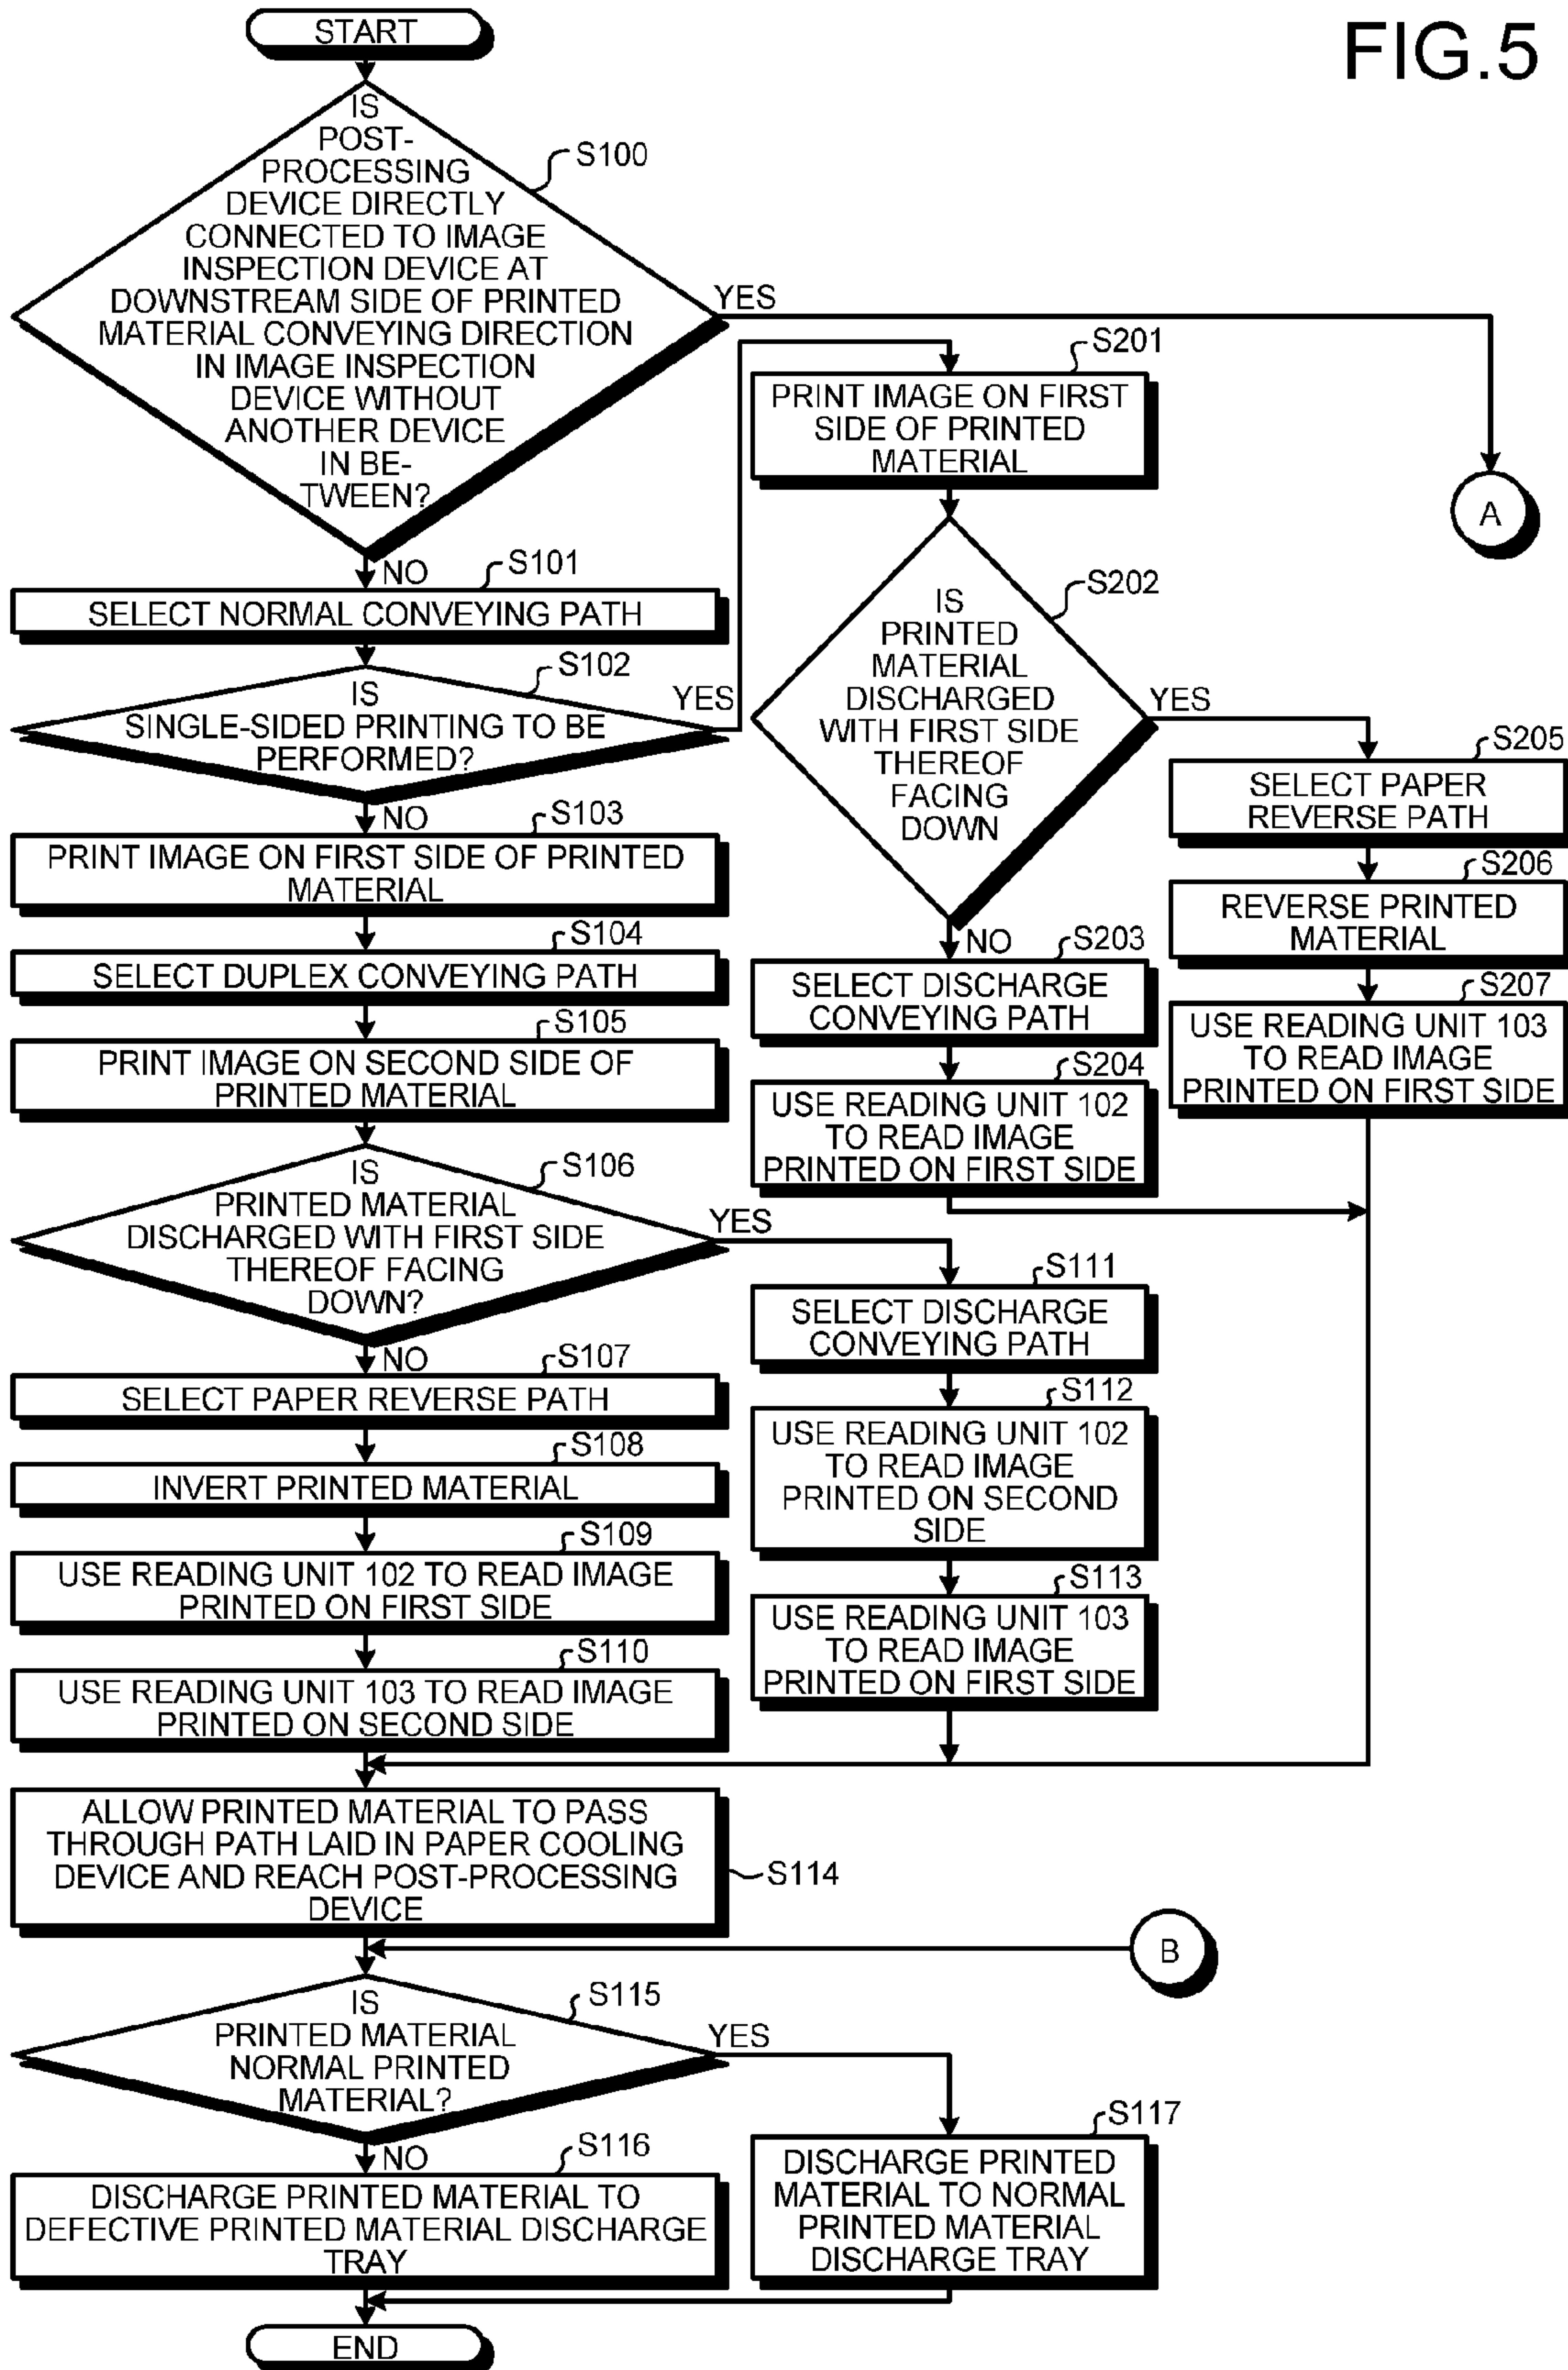 FIG.5
START
IS
POST-
PROCESSING
DEVICE DIRECTLY
CONNECTED TO IMAGE
INSPECTION DEVICE AT
DOWNSTREAM SIDE OF PRINTED
MATERIAL CONVEYING DIRECTION
IN IMAGE INSPECTION
DEVICE WITHOUT
ANOTHER DEVICE
IN BE-
TWEEN?
S100
YES
A
NO
S101
SELECT NORMAL CONVEYING PATH
S102
IS
SINGLE-SIDED PRINTING TO BE
PERFORMED?
YES
NO
S103
PRINT IMAGE ON FIRST SIDE OF PRINTED
MATERIAL
S104
SELECT DUPLEX CONVEYING PATH
S105
PRINT IMAGE ON SECOND SIDE OF
PRINTED MATERIAL
S106
IS
PRINTED MATERIAL
DISCHARGED WITH FIRST SIDE
THEREOF FACING
DOWN?
YES
NO
S107
SELECT PAPER REVERSE PATH
S108
INVERT PRINTED MATERIAL
S109
USE READING UNIT 102 TO READ IMAGE
PRINTED ON FIRST SIDE
S110
USE READING UNIT 103 TO READ IMAGE
PRINTED ON SECOND SIDE
S201
PRINT IMAGE ON FIRST
SIDE OF PRINTED
MATERIAL
S202
IS
PRINTED
MATERIAL
DISCHARGED
WITH FIRST SIDE
THEREOF
FACING
DOWN
YES
NO
S203
SELECT DISCHARGE
CONVEYING PATH
S204
USE READING UNIT 102
TO READ IMAGE
PRINTED ON FIRST SIDE
S205
SELECT PAPER
REVERSE PATH
S206
REVERSE PRINTED
MATERIAL
S207
USE READING UNIT 103
TO READ IMAGE
PRINTED ON FIRST SIDE
S111
SELECT DISCHARGE
CONVEYING PATH
S112
USE READING UNIT 102
TO READ IMAGE
PRINTED ON SECOND
SIDE
S113
USE READING UNIT 103
TO READ IMAGE
PRINTED ON FIRST SIDE
ALLOW PRINTED MATERIAL TO PASS
THROUGH PATH LAID IN PAPER COOLING
DEVICE AND REACH POST-PROCESSING
DEVICE
S114
B
IS
PRINTED MATERIAL
NORMAL PRINTED
MATERIAL?
S115
YES
NO
S116
DISCHARGE PRINTED MATERIAL TO
DEFECTIVE PRINTED MATERIAL DISCHARGE
TRAY
S117
DISCHARGE PRINTED
MATERIAL TO NORMAL
PRINTED MATERIAL
DISCHARGE TRAY
END